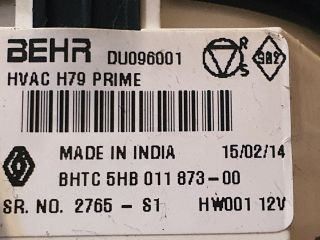 BEHR DU096001 R S 982
HVAC H79 PRIME
MADE IN INDIA 15/02/14
BHTC 5HB 011 873-00
SR. NO. 2765 - S1 HW001 12V